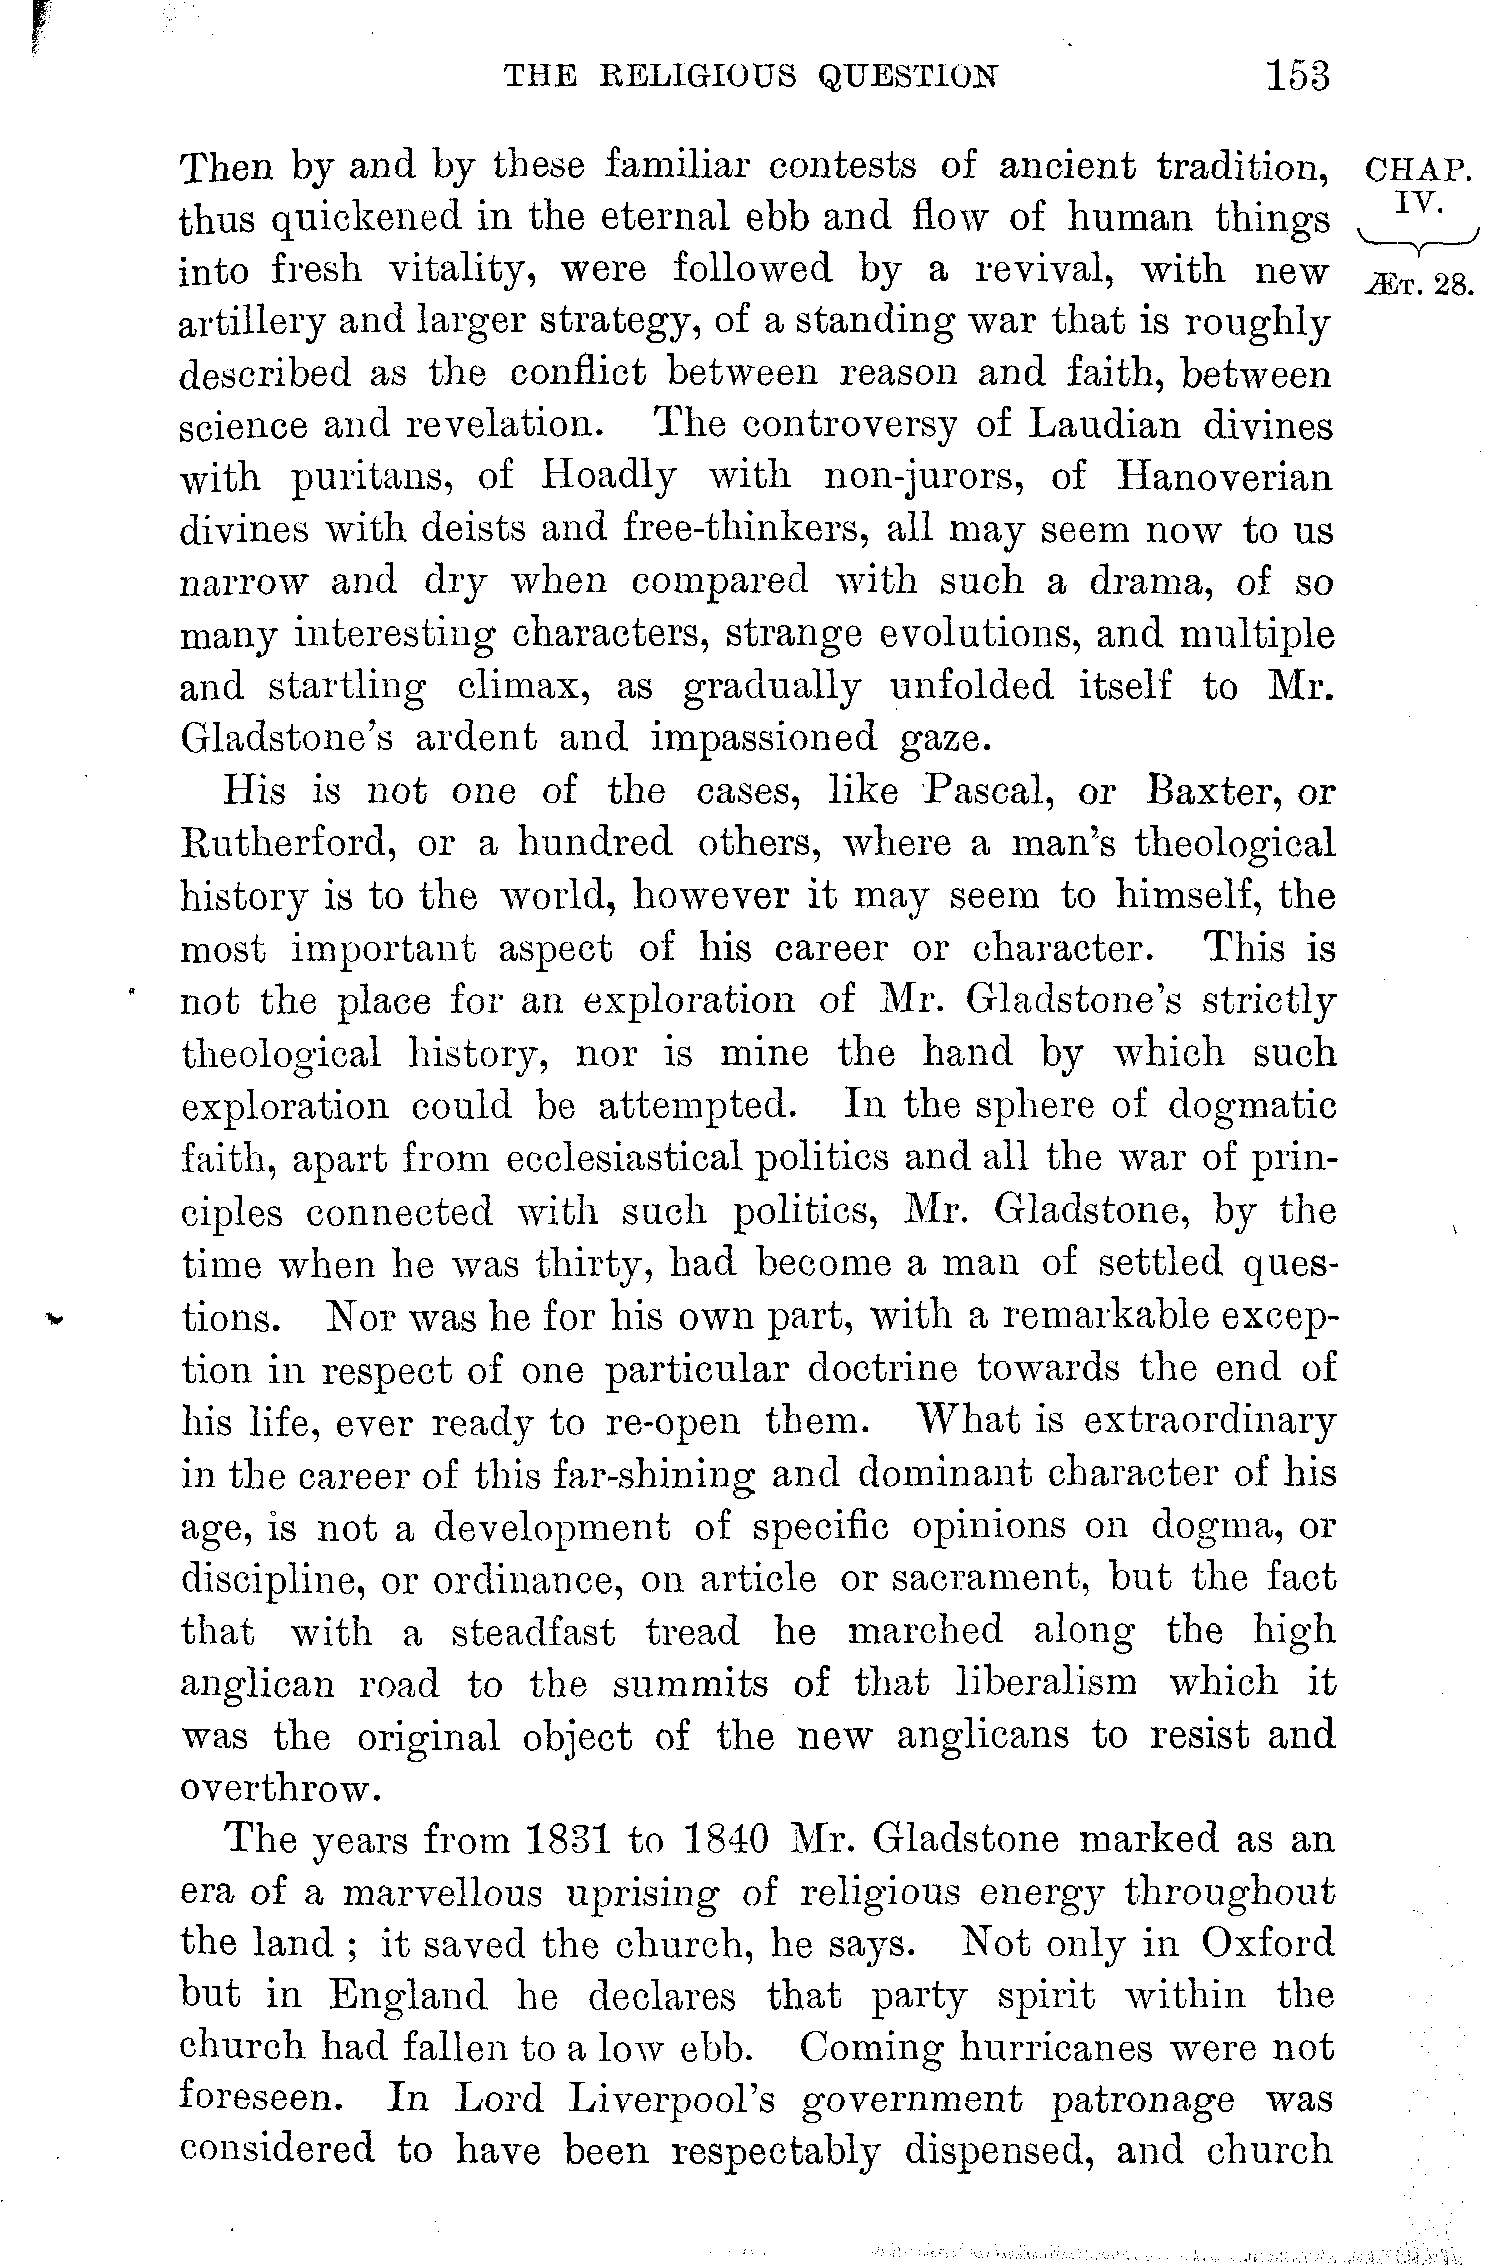 THE RELIGIOUS QUESTION 153
Then by and by these familiar contests of ancient tradition,
thus quickened in the eternal ebb and flow of human things
into fresh vitality, were followed by a revival, with new
artillery and larger strategy, of a standing war that is roughly
described as the conflict between reason and faith, between
science and revelation. The controversy of Laudian divines
with puritans, of Hoadly with non-jurors, of Hanoverian
divines with deists and free-thinkers, all may seem now to us
narrow and dry when compared with such a drama, of so
many interesting characters, strange evolutions, and multiple
and startling climax, as gradually unfolded itself to Mr.
Gladstone's ardent and impassioned gaze.
His is not one of the cases, like Pascal, or Baxter, or
Rutherford, or a hundred others, where a man's theological
history is to the world, however it may seem to himself, the
most important aspect of his career or character. This is
not the place for an exploration of Mr. Gladstone's strictly
theological history, nor is mine the hand by which such
exploration could be attempted. In the sphere of dogmatic
faith, apart from ecclesiastical politics and all the war of prin-
ciples connected with such politics, Mr. Gladstone, by the
time when he was thirty, had become a man of settled ques-
tions. Nor was he for his own part, with a remarkable excep-
tion in respect of one particular doctrine towards the end of
his life, ever ready to re-open them. What is extraordinary
in the career of this far-shining and dominant character of his
age, is not a development of specific opinions on dogma, or
discipline, or ordinance, on article or sacrament, but the fact
that with a steadfast tread he marched along the high
anglican road to the summits of that liberalism which it
was the original object of the new anglicans to resist and
overthrow.
The years from 1831 to 1840 Mr. Gladstone marked as an
era of a marvellous uprising of religious energy throughout
the land ; it saved the church, he says. Not only in Oxford
but in England he declares that party spirit within the
church had fallen to a low ebb. Coming hurricanes were not
foreseen. In Lord Liverpool's government patronage was
considered to have been respectably dispensed, and church
CHAP.
IV.
ÆT. 28.